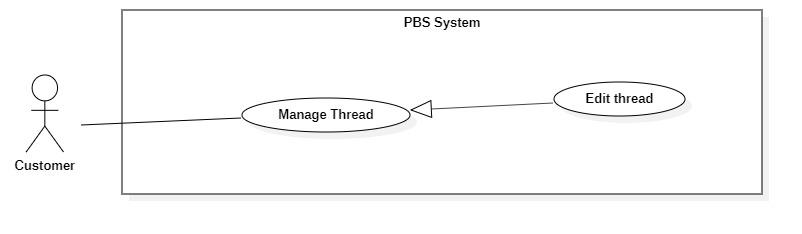 PBS System
Manage Thread
Edit thread
Customer